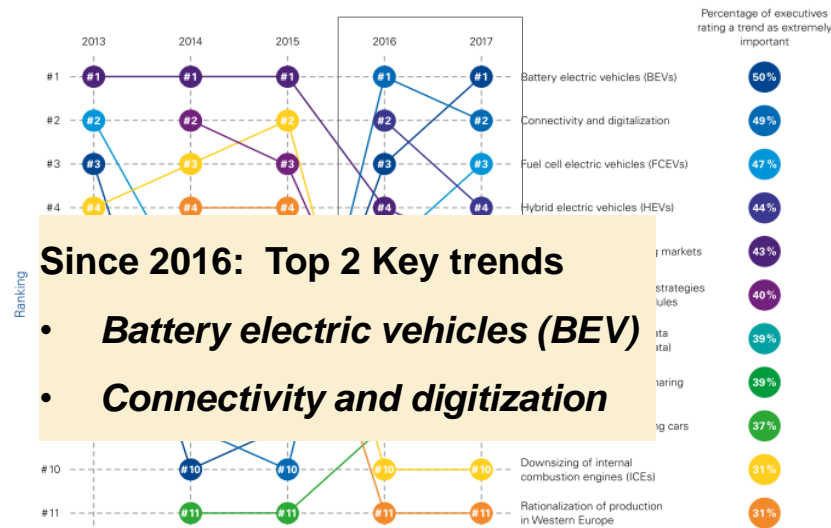 Percentage of executives
rating a trend as extremely
important
2013 2014 2015 2016 2017
#1 #1 #1 #1 #1 #1 Battery electric vehicles (BEVs) 50%
#2 #2 #2 #2 #2 #2 Connectivity and digitalization 49%
#3 #3 #3 #3 #3 #3 Fuel cell electric vehicles (FCEVs) 47%
#4 #4 #4 #4 #4 #4 Hybrid electric vehicles (HEVs) 44%
Ranking
Since 2016: Top 2 Key trends
• Battery electric vehicles (BEV)
• Connectivity and digitization
markets 43%
strategies 40%
39%
39%
cars 37%
#10 #10 #10 #10 #10 Downsizing of internal
combustion engines (ICEs) 31%
#11 #11 #11 #11 #11 Rationalization of production
in Western Europe 31%